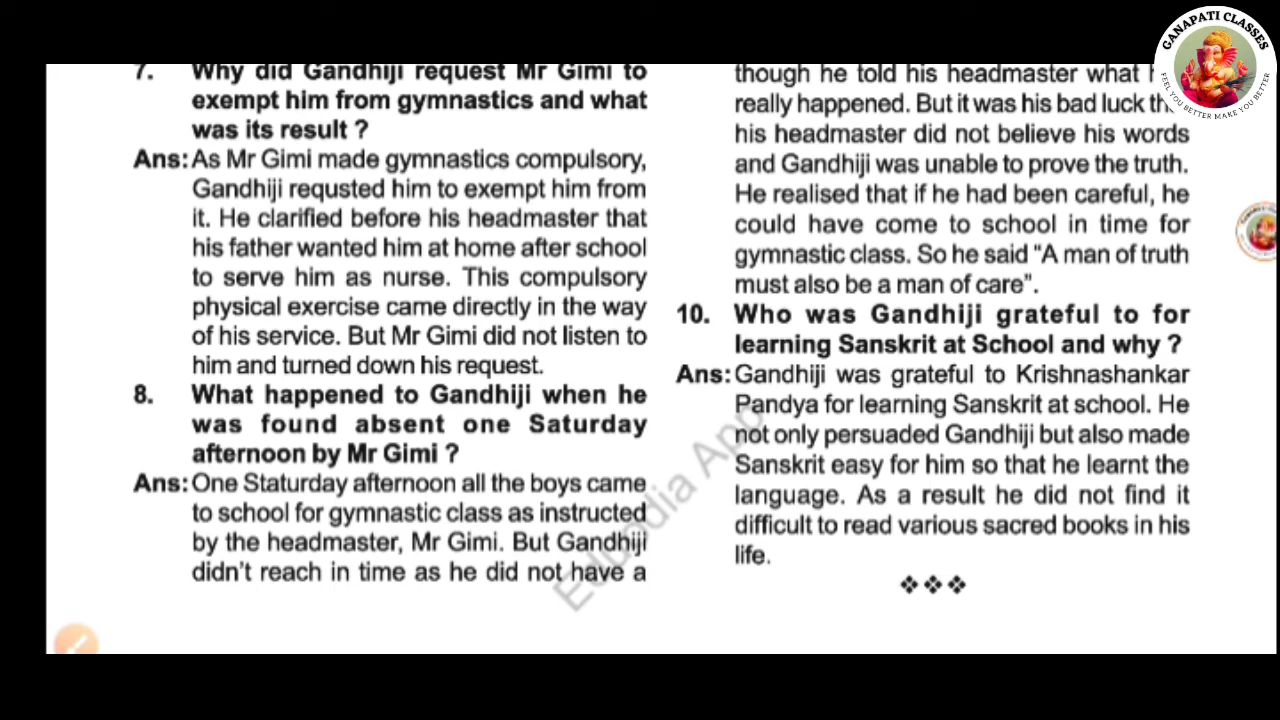 7. Why did Gandhiji request Mr Gimi to
exempt him from gymnastics and what
was its result ?
Ans: As Mr Gimi made gymnastics compulsory,
Gandhiji requsted him to exempt him from
it. He clarified before his headmaster that
his father wanted him at home after school
to serve him as nurse. This compulsory
physical exercise came directly in the way
of his service. But Mr Gimi did not listen to
him and turned down his request.
8. What happened to Gandhiji when he
was found absent one Saturday
afternoon by Mr Gimi ?
Ans: One Staturday afternoon all the boys came
to school for gymnastic class as instructed
by the headmaster, Mr Gimi. But Gandhiji
didn't reach in time as he did not have a
though he told his headmaster what
really happened. But it was his bad luck
his headmaster did not believe his words
and Gandhiji was unable to prove the truth.
He realised that if he had been careful, he
could have come to school in time for
gymnastic class. So he said "A man of truth
must also be a man of care".
10. Who was Gandhiji grateful to for
learning Sanskrit at School and why ?
Ans: Gandhiji was grateful to Krishnashankar
Pandya for learning Sanskrit at school. He
not only persuaded Gandhiji but also made
Sanskrit easy for him so that he learnt the
language. As a result he did not find it
difficult to read various sacred books in his
life.
Edupadia App
GANAPATI CLASSES
FEEL YOU BETTER MAKE YOU BETTER